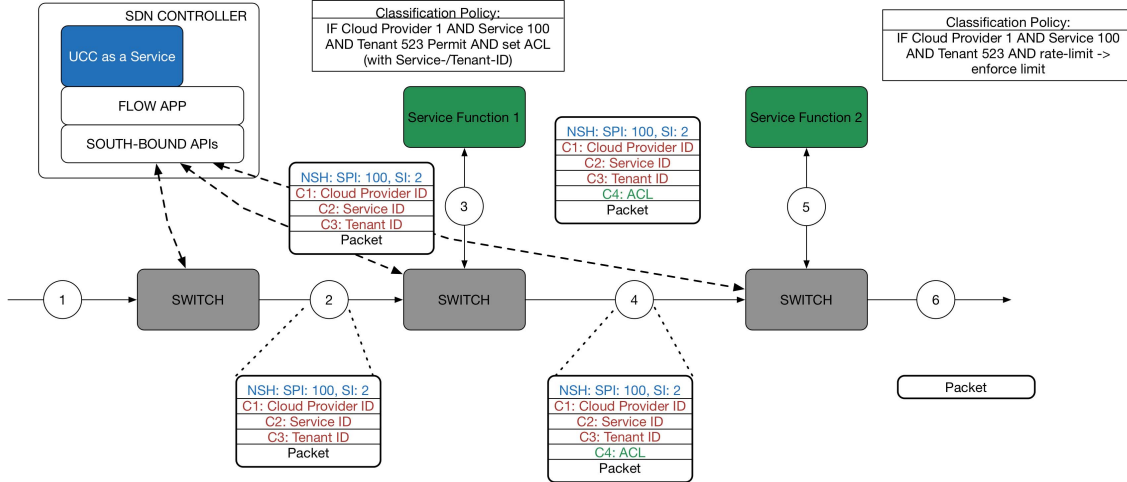 SDN CONTROLLER
UCC as a Service
FLOW APP
SOUTH-BOUND APIs
Classification Policy:
IF Cloud Provider 1 AND Service 100
AND Tenant 523 Permit AND set ACL
(with Service-/Tenant-ID)
Classification Policy:
IF Cloud Provider 1 AND Service 100
AND Tenant 523 AND rate-limit ->
enforce limit
Service Function 1
Service Function 2
NSH: SPI: 100, SI: 2
C1: Cloud Provider ID
C2: Service ID
C3: Tenant ID
Packet
3
NSH: SPI: 100, SI: 2
C1: Cloud Provider ID
C2: Service ID
C3: Tenant ID
C4: ACL
Packet
5
1
SWITCH
2
SWITCH
4
SWITCH
6
NSH: SPI: 100, SI: 2
C1: Cloud Provider ID
C2: Service ID
C3: Tenant ID
Packet
NSH: SPI: 100, SI: 2
C1: Cloud Provider ID
C2: Service ID
C3: Tenant ID
C4: ACL
Packet
Packet